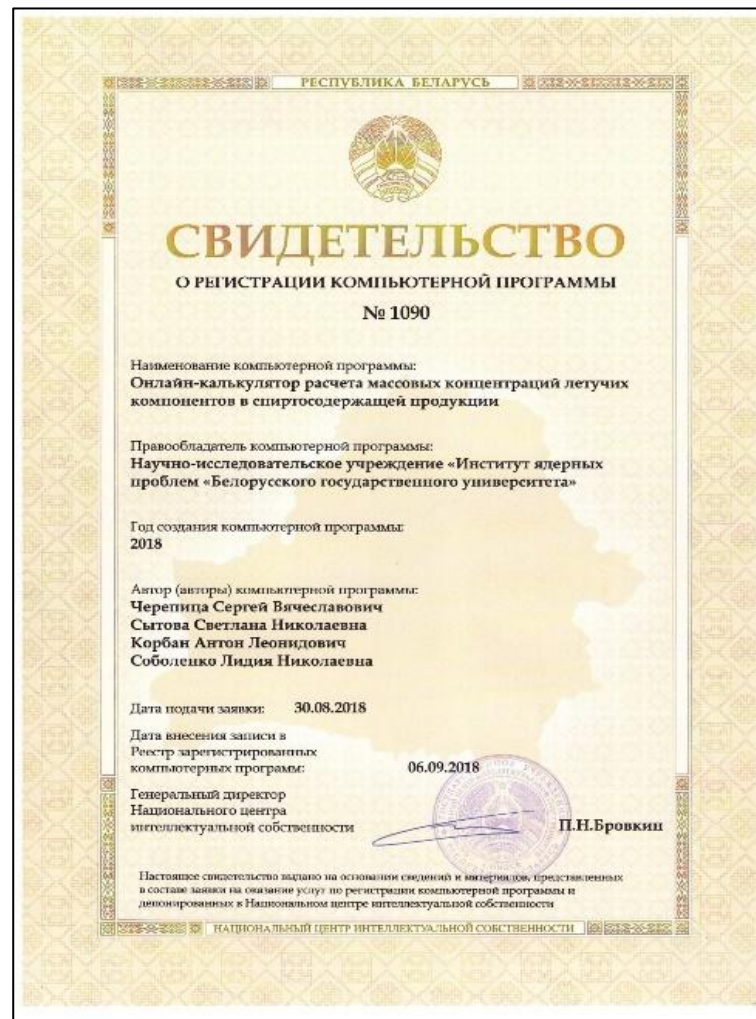 РЕСПУБЛИКА БЕЛАРУСЬ
СВИДЕТЕЛЬСТВО
О РЕГИСТРАЦИИ КОМПЬЮТЕРНОЙ ПРОГРАММЫ
№ 1090
Наименование компьютерной программы:
Онлайн-калькулятор расчета массовых концентраций летучих
компонентов в спиртосодержащей продукции
Правообладатель компьютерной программы:
Научно-исследовательское учреждение «Институт ядерных
проблем «Белорусского государственного университета»
Год создания компьютерной программы:
2018
Автор (авторы) компьютерной программы:
Черепица Сергей Вячеславович
Сытова Светлана Николаевна
Корбан Антон Леонидович
Соболенко Лидия Николаевна
Дата подачи заявки: 30.08.2018
Дата внесения записи в
Реестр зарегистрированных
компьютерных программ: 06.09.2018
Генеральный директор
Национального центра
интеллектуальной собственности П.Н.Бровкин
Настоящее свидетельство выдано на основании сведений и материалов, представленных
в составе заявки на оказание услуг по регистрации компьютерной программы и
депонированных в Национальном центре интеллектуальной собственности
НАЦИОНАЛЬНЫЙ ЦЕНТР ИНТЕЛЛЕКТУАЛЬНОЙ СОБСТВЕННОСТИ